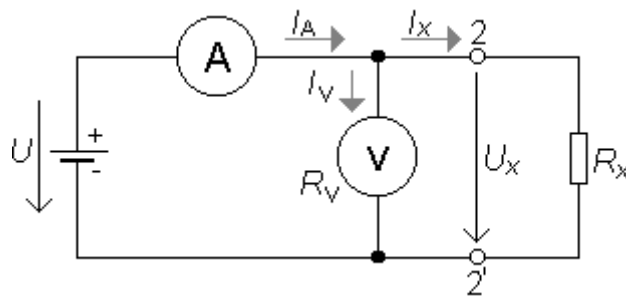 I_A I_X 2
A
I_V
U + -
V
R_V
U_X
R_x
2'